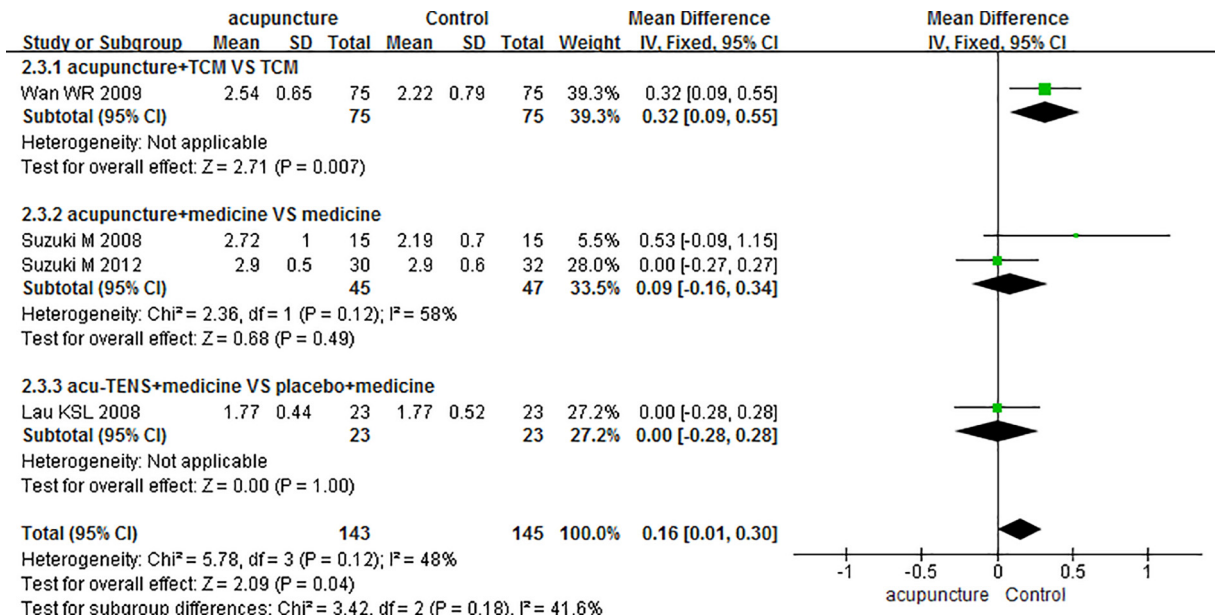 acupuncture Control Mean Difference Mean Difference
Study or Subgroup Mean SD Total Mean SD Total Weight IV, Fixed, 95% CI IV, Fixed, 95% CI
2.3.1 acupuncture+TCM VS TCM
Wan WR 2009 2.54 0.65 75 2.22 0.79 75 39.3% 0.32 [0.09, 0.55]
Subtotal (95% CI) 75 75 39.3% 0.32 [0.09, 0.55]
Heterogeneity: Not applicable
Test for overall effect: Z = 2.71 (P = 0.007)
2.3.2 acupuncture+medicine VS medicine
Suzuki M 2008 2.72 1 15 2.19 0.7 15 5.5% 0.53 [-0.09, 1.15]
Suzuki M 2012 2.9 0.5 30 2.9 0.6 32 28.0% 0.00 [-0.27, 0.27]
Subtotal (95% CI) 45 47 33.5% 0.09 [-0.16, 0.34]
Heterogeneity: Chi² = 2.36, df = 1 (P = 0.12); I² = 58%
Test for overall effect: Z = 0.68 (P = 0.49)
2.3.3 acu-TENS+medicine VS placebo+medicine
Lau KSL 2008 1.77 0.44 23 1.77 0.52 23 27.2% 0.00 [-0.28, 0.28]
Subtotal (95% CI) 23 23 27.2% 0.00 [-0.28, 0.28]
Heterogeneity: Not applicable
Test for overall effect: Z = 0.00 (P = 1.00)
Total (95% CI) 143 145 100.0% 0.16 [0.01, 0.30]
Heterogeneity: Chi² = 5.78, df = 3 (P = 0.12); I² = 48%
Test for overall effect: Z = 2.09 (P = 0.04)
Test for subgroup differences: Chi² = 3.42, df = 2 (P = 0.18), I² = 41.6%
-1 -0.5 0 0.5 1
acupuncture Control